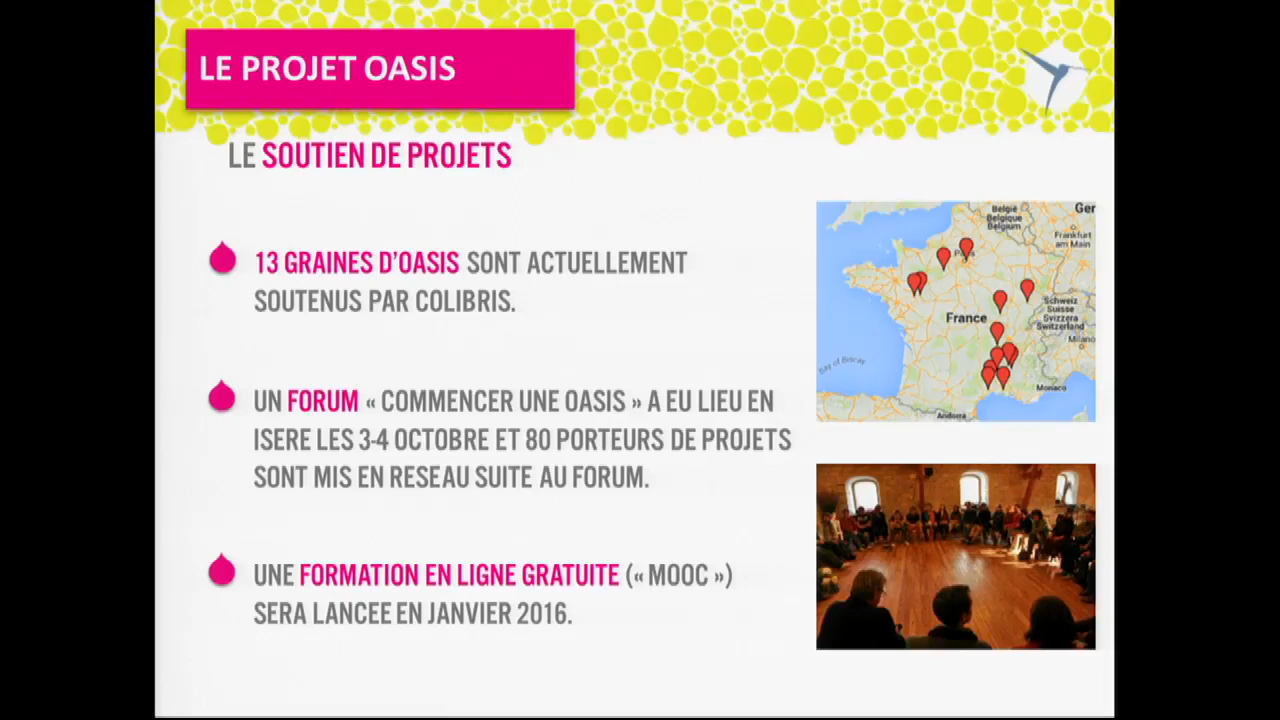 LE PROJET OASIS
LE SOUTIEN DE PROJETS
13 GRAINES D'OASIS SONT ACTUELLEMENT
SOUTENUS PAR COLIBRIS.
UN FORUM « COMMENCER UNE OASIS » A EU LIEU EN
ISERE LES 3-4 OCTOBRE ET 80 PORTEURS DE PROJETS
SONT MIS EN RESEAU SUITE AU FORUM.
UNE FORMATION EN LIGNE GRATUITE (« MOOC »)
SERA LANCEE EN JANVIER 2016.
België
Belgique
Belgium
Ger
Frankfurt
am Main
France
Schweiz
Suisse
Svizzera
Switzerland
Milano
Bay of Biscay
Monaco
Andorra